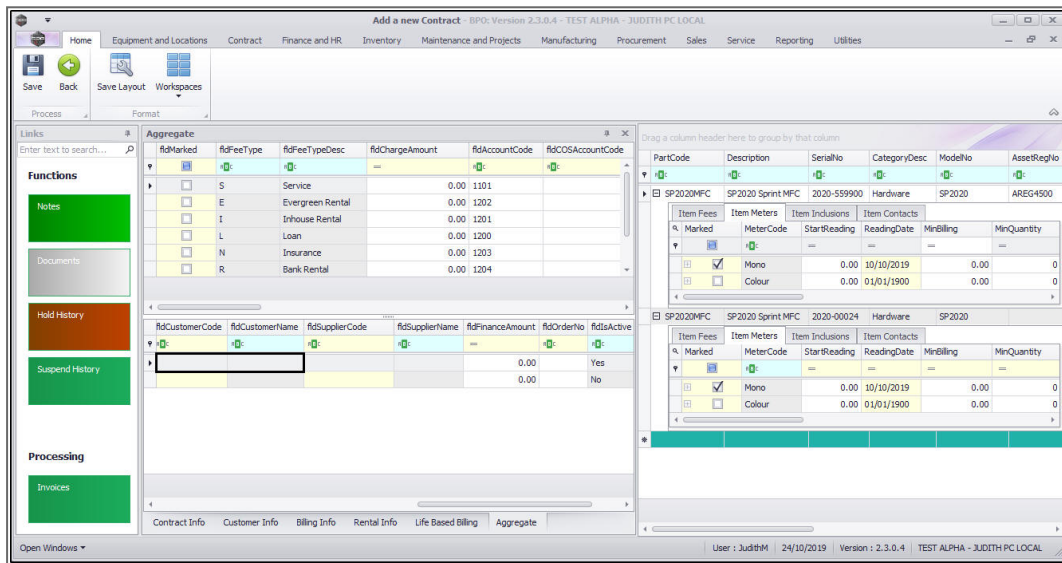 Add a new Contract - BPO: Version 2.3.0.4 - TEST ALPHA - JUDITH PC LOCAL
Home Equipment and Locations Contract Finance and HR Inventory Maintenance and Projects Manufacturing Procurement Sales Service Reporting Utilities
Save Back Save Layout Workspaces
Process Format
Links
Enter text to search...
Functions
Notes
Documents
Hold History
Suspend History
Processing
Invoices
Aggregate
fldMarked fldFeeType fldFeeTypeDesc fldChargeAmount fldAccountCode fldCOSAccountCode
S Service 0.00 1101
E Evergreen Rental 0.00 1202
I Inhouse Rental 0.00 1201
L Loan 0.00 1200
N Insurance 0.00 1203
R Bank Rental 0.00 1204
fldCustomerCode fldCustomerName fldSupplierCode fldSupplierName fldFinanceAmount fldOrderNo fldIsActive
0.00 Yes
0.00 No
Contract Info Customer Info Billing Info Rental Info Life Based Billing Aggregate
Drag a column header here to group by that column
PartCode Description SerialNo CategoryDesc ModelNo AssetRegNo
SP2020MFC SP2020 Sprint MFC 2020-559900 Hardware SP2020 AREG4500
Item Fees Item Meters Item Inclusions Item Contacts
Marked MeterCode StartReading ReadingDate MinBilling MinQuantity
Mono 0.00 10/10/2019 0.00 0
Colour 0.00 01/01/1900 0.00 0
SP2020MFC SP2020 Sprint MFC 2020-00024 Hardware SP2020
Item Fees Item Meters Item Inclusions Item Contacts
Marked MeterCode StartReading ReadingDate MinBilling MinQuantity
Mono 0.00 10/10/2019 0.00 0
Colour 0.00 01/01/1900 0.00 0
Open Windows User : JudithM 24/10/2019 Version : 2.3.0.4 TEST ALPHA - JUDITH PC LOCAL